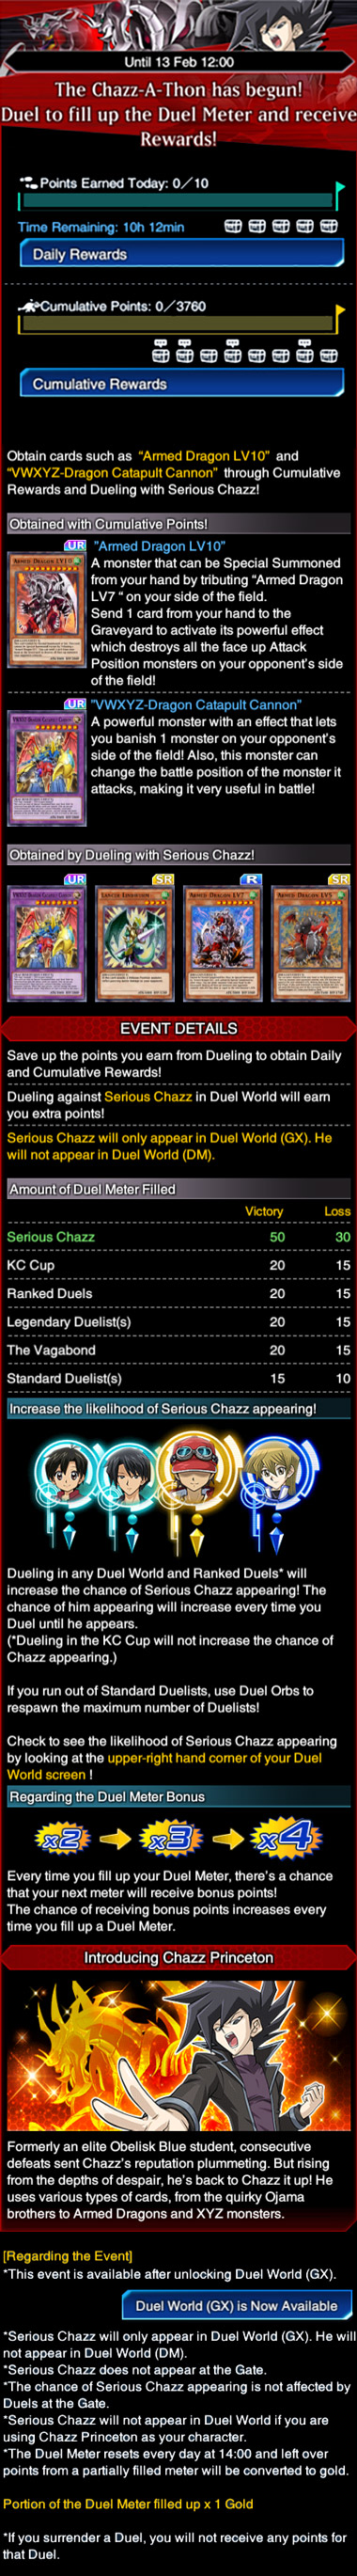 Until 13 Feb 12:00
The Chazz-A-Thon has begun!
Duel to fill up the Duel Meter and receive
Rewards!
Points Earned Today: 0／10
Time Remaining: 10h 12min
Daily Rewards
Cumulative Points: 0／3760
Cumulative Rewards
Obtain cards such as “Armed Dragon LV10” and
“VWXYZ-Dragon Catapult Cannon” through Cumulative
Rewards and Dueling with Serious Chazz!
Obtained with Cumulative Points!
UR
"Armed Dragon LV10"
A monster that can be Special Summoned
from your hand by tributing “Armed Dragon
LV7 “ on your side of the field.
Send 1 card from your hand to the
Graveyard to activate its powerful effect
which destroys all the face up Attack
Position monsters on your opponent’s side
of the field!
UR
"VWXYZ-Dragon Catapult Cannon”
A powerful monster with an effect that lets
you banish 1 monster on your opponent’s
side of the field! Also, this monster can
change the battle position of the monster it
attacks, making it very useful in battle!
Obtained by Dueling with Serious Chazz!
UR SR R SR
EVENT DETAILS
Save up the points you earn from Dueling to obtain Daily
and Cumulative Rewards!
Dueling against Serious Chazz in Duel World will earn
you extra points!
Serious Chazz will only appear in Duel World (GX). He
will not appear in Duel World (DM).
Amount of Duel Meter Filled
Victory Loss
Serious Chazz 50 30
KC Cup 20 15
Ranked Duels 20 15
Legendary Duelist(s) 20 15
The Vagabond 20 15
Standard Duelist(s) 15 10
Increase the likelihood of Serious Chazz appearing!
Dueling in any Duel World and Ranked Duels* will
increase the chance of Serious Chazz appearing! The
chance of him appearing will increase every time you
Duel until he appears.
(*Dueling in the KC Cup will not increase the chance of
Chazz appearing.)
If you run out of Standard Duelists, use Duel Orbs to
respawn the maximum number of Duelists!
Check to see the likelihood of Serious Chazz appearing
by looking at the upper-right hand corner of your Duel
World screen !
Regarding the Duel Meter Bonus
x2 x3 x4
Every time you fill up your Duel Meter, there’s a chance
that your next meter will receive bonus points!
The chance of receiving bonus points increases every
time you fill up a Duel Meter.
Introducing Chazz Princeton
Formerly an elite Obelisk Blue student, consecutive
defeats sent Chazz’s reputation plummeting. But rising
from the depths of despair, he’s back to Chazz it up! He
uses various types of cards, from the quirky Ojama
brothers to Armed Dragons and XYZ monsters.
[Regarding the Event]
*This event is available after unlocking Duel World (GX).
Duel World (GX) is Now Available
*Serious Chazz will only appear in Duel World (GX). He will
not appear in Duel World (DM).
*Serious Chazz does not appear at the Gate.
*The chance of Serious Chazz appearing is not affected by
Duels at the Gate.
*Serious Chazz will not appear in Duel World if you are
using Chazz Princeton as your character.
*The Duel Meter resets every day at 14:00 and left over
points from a partially filled meter will be converted to gold.
Portion of the Duel Meter filled up x 1 Gold
*If you surrender a Duel, you will not receive any points for
that Duel.